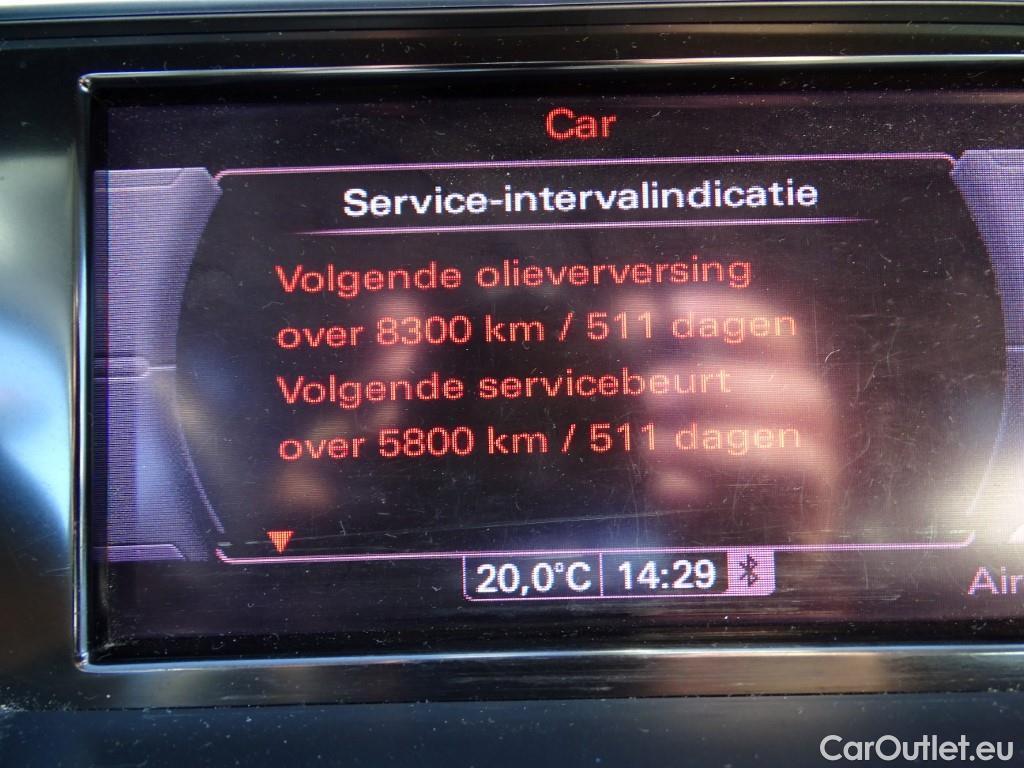 Car
Service-intervalindicatie
Volgende olieverversing
over 8300 km / 511 dagen
Volgende servicebeurt
over 5800 km / 511 dagen
20,0°C 14:29
Air
CarOutlet.eu